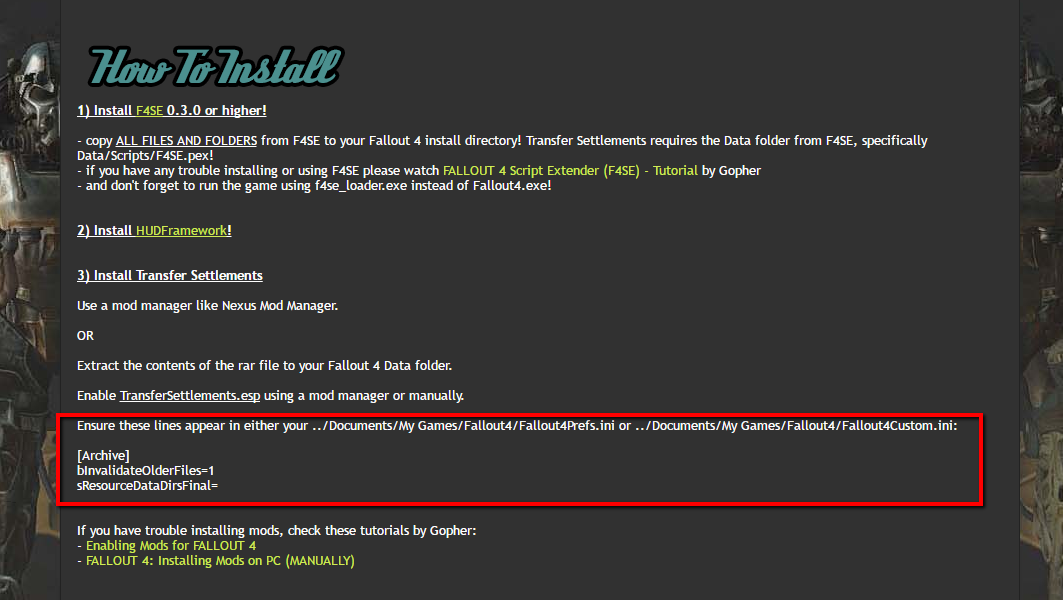 How To Install
1) Install F4SE 0.3.0 or higher!
- copy ALL FILES AND FOLDERS from F4SE to your Fallout 4 install directory! Transfer Settlements requires the Data folder from F4SE, specifically
Data/Scripts/F4SE.pex!
- if you have any trouble installing or using F4SE please watch FALLOUT 4 Script Extender (F4SE) - Tutorial by Gopher
- and don't forget to run the game using f4se_loader.exe instead of Fallout4.exe!
2) Install HUDFramework!
3) Install Transfer Settlements
Use a mod manager like Nexus Mod Manager.
OR
Extract the contents of the rar file to your Fallout 4 Data folder.
Enable TransferSettlements.esp using a mod manager or manually.
Ensure these lines appear in either your ../Documents/My Games/Fallout4/Fallout4Prefs.ini or ../Documents/My Games/Fallout4/Fallout4Custom.ini:
[Archive]
bInvalidateOlderFiles=1
sResourceDataDirsFinal=
If you have trouble installing mods, check these tutorials by Gopher:
- Enabling Mods for FALLOUT 4
- FALLOUT 4: Installing Mods on PC (MANUALLY)